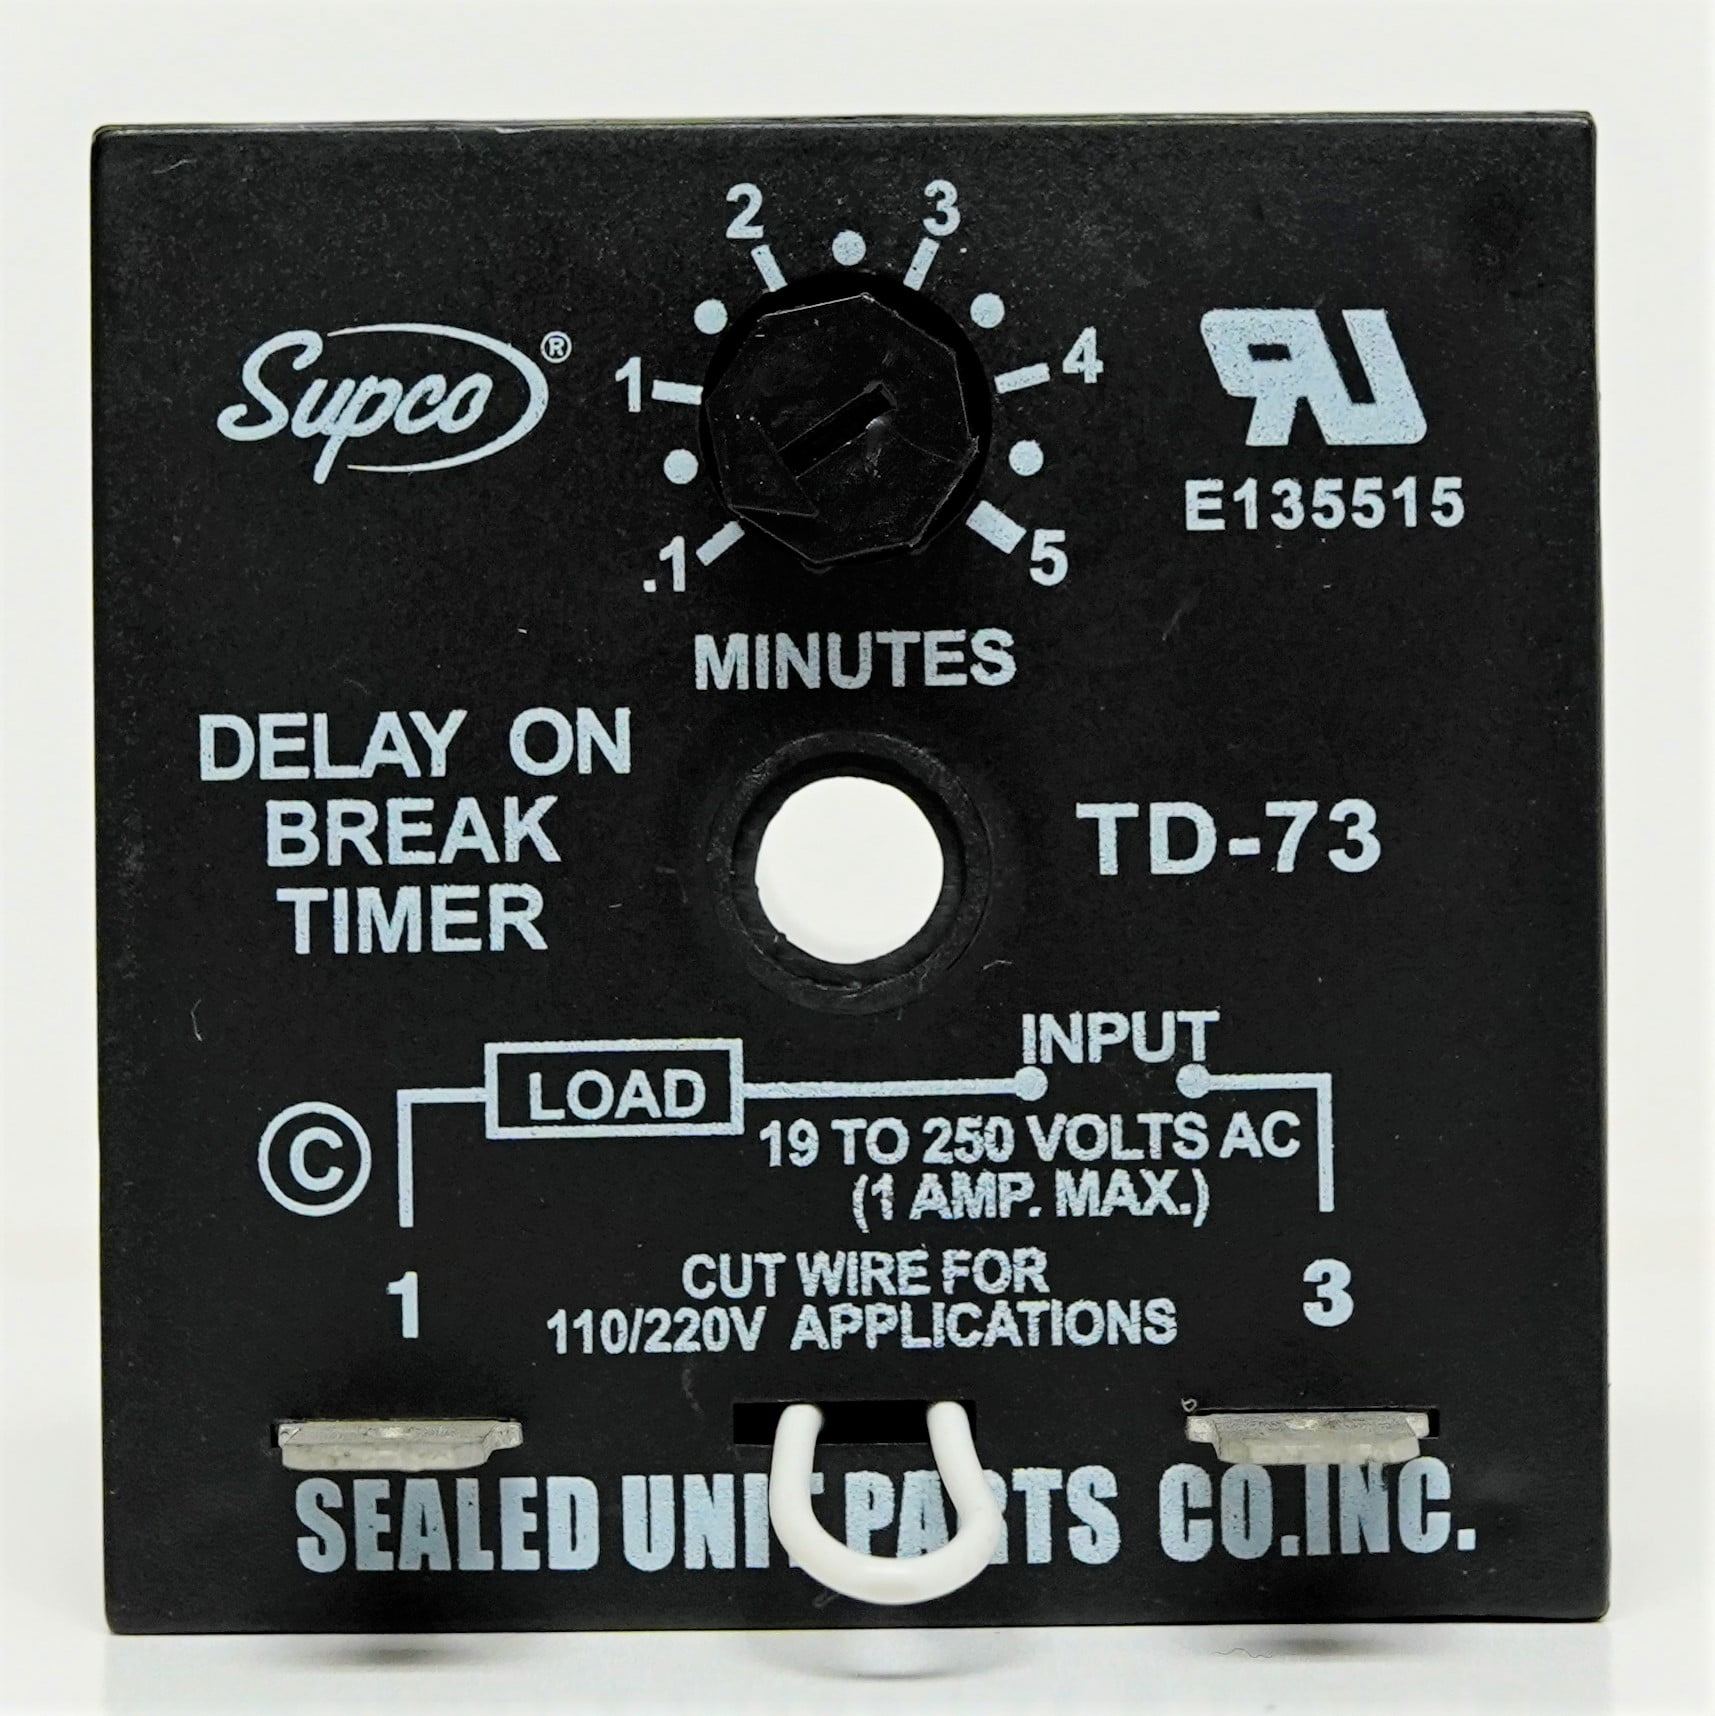 2 3
1 4
.1 5
Supco®
ЯU
E135515
MINUTES
DELAY ON
BREAK
TIMER
TD-73
LOAD
INPUT
19 TO 250 VOLTS AC
(1 AMP. MAX.)
©
1
3
CUT WIRE FOR
110/220V APPLICATIONS
SEALED UNIT PARTS CO.INC.